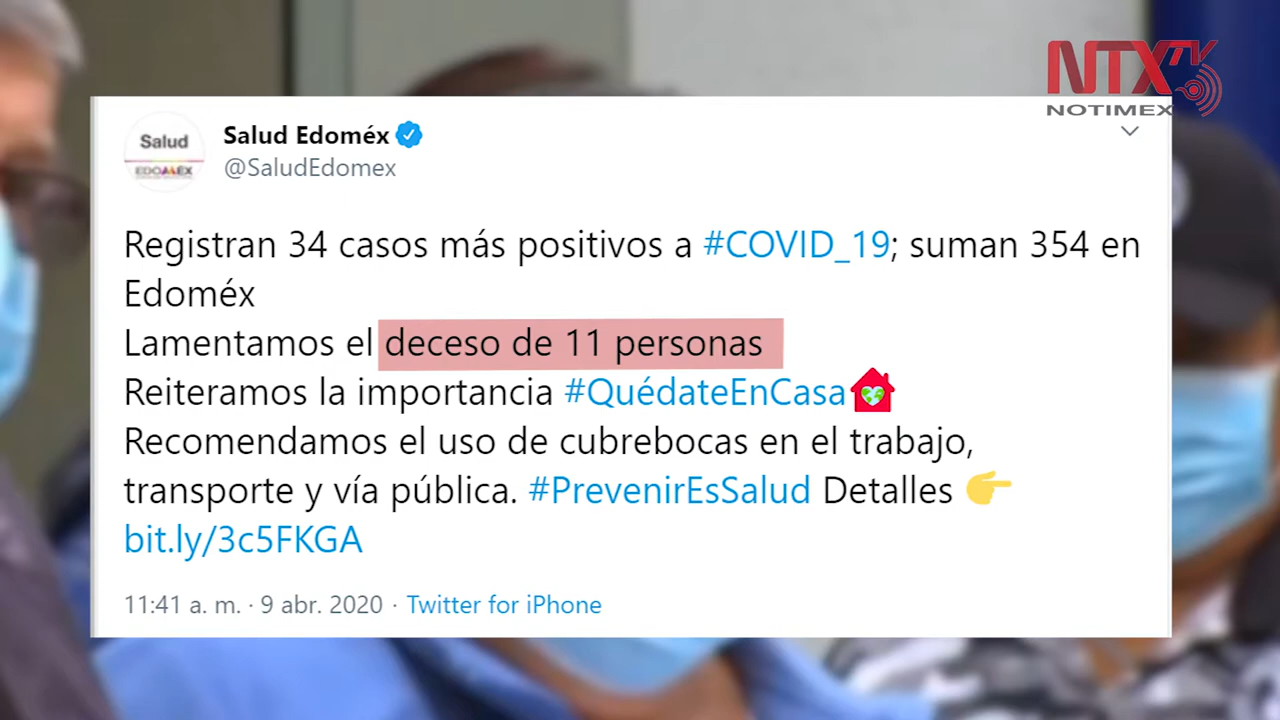 NTX TV
NOTIMEX
Salud
EDOMÉX
Salud Edoméx
@SaludEdomex
Registran 34 casos más positivos a #COVID_19; suman 354 en
Edoméx
Lamentamos el deceso de 11 personas
Reiteramos la importancia #QuédateEnCasa
Recomendamos el uso de cubrebocas en el trabajo,
transporte y vía pública. #PrevenirEsSalud Detalles 👉
bit.ly/3c5FKGA
11:41 a. m. · 9 abr. 2020 · Twitter for iPhone